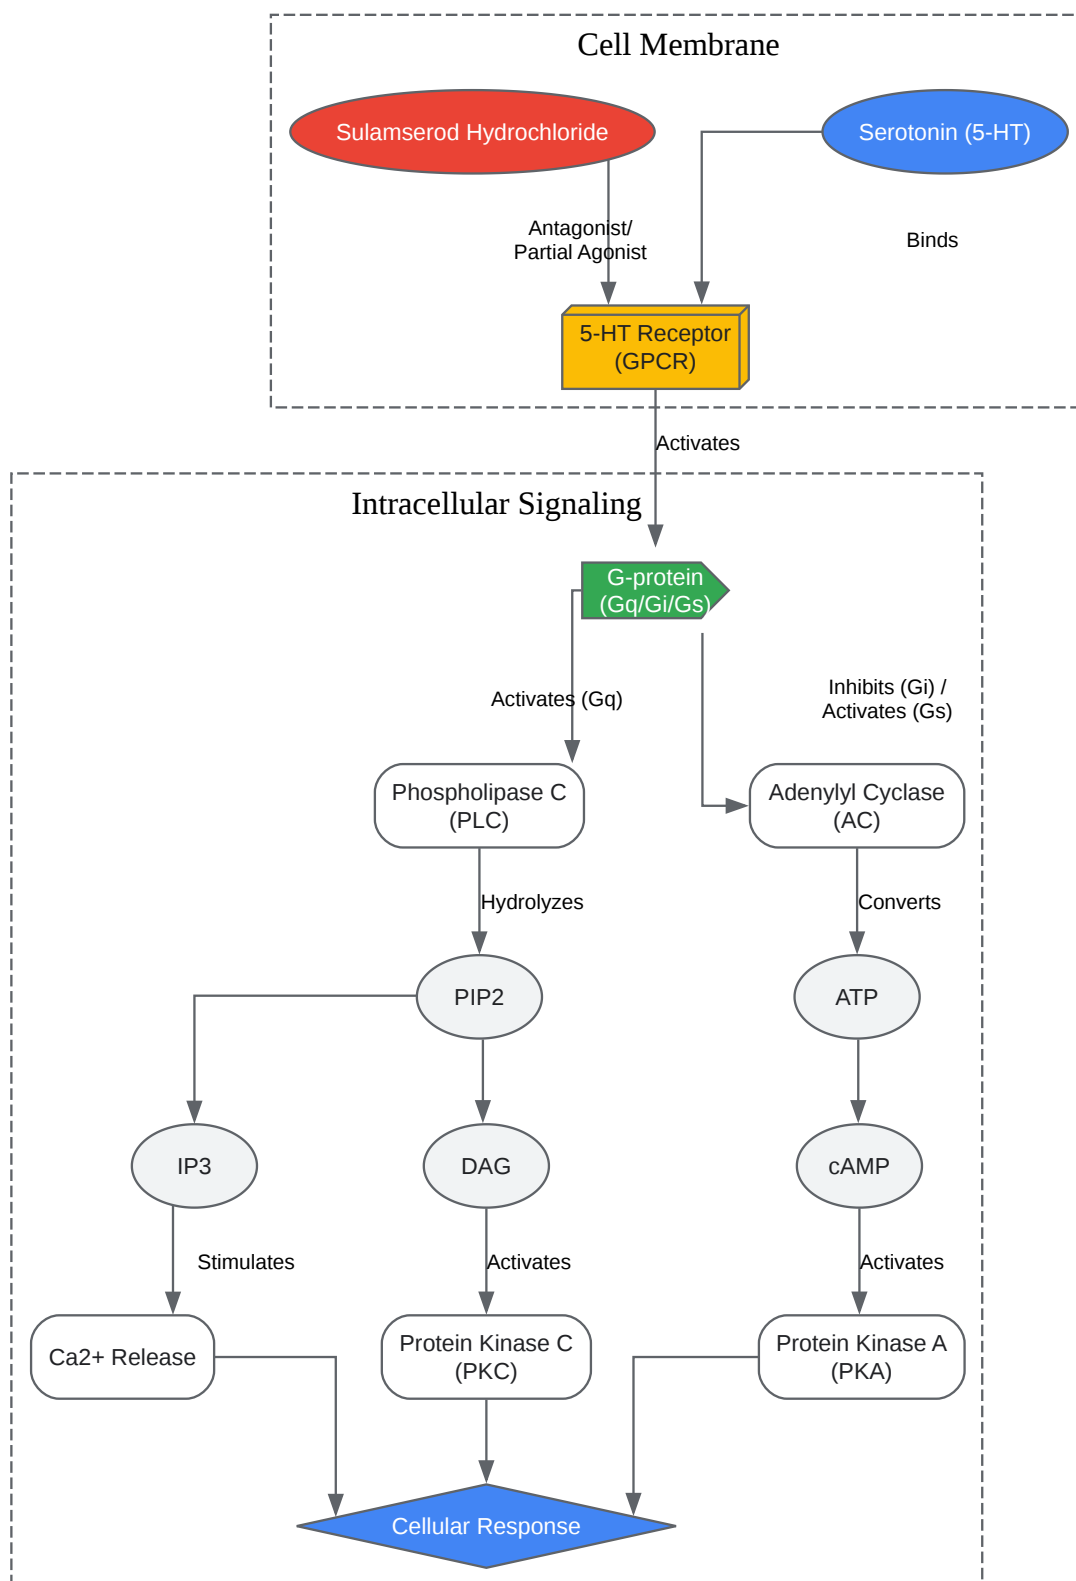 Cell Membrane
Sulamserod Hydrochloride
Serotonin (5-HT)
Antagonist/
Partial Agonist
Binds
5-HT Receptor
(GPCR)
Activates
Intracellular Signaling
G-protein
(Gq/Gi/Gs)
Activates (Gq)
Inhibits (Gi) /
Activates (Gs)
Phospholipase C
(PLC)
Adenylyl Cyclase
(AC)
Hydrolyzes
Converts
PIP2
ATP
IP3
DAG
cAMP
Stimulates
Activates
Activates
Ca2+ Release
Protein Kinase C
(PKC)
Protein Kinase A
(PKA)
Cellular Response